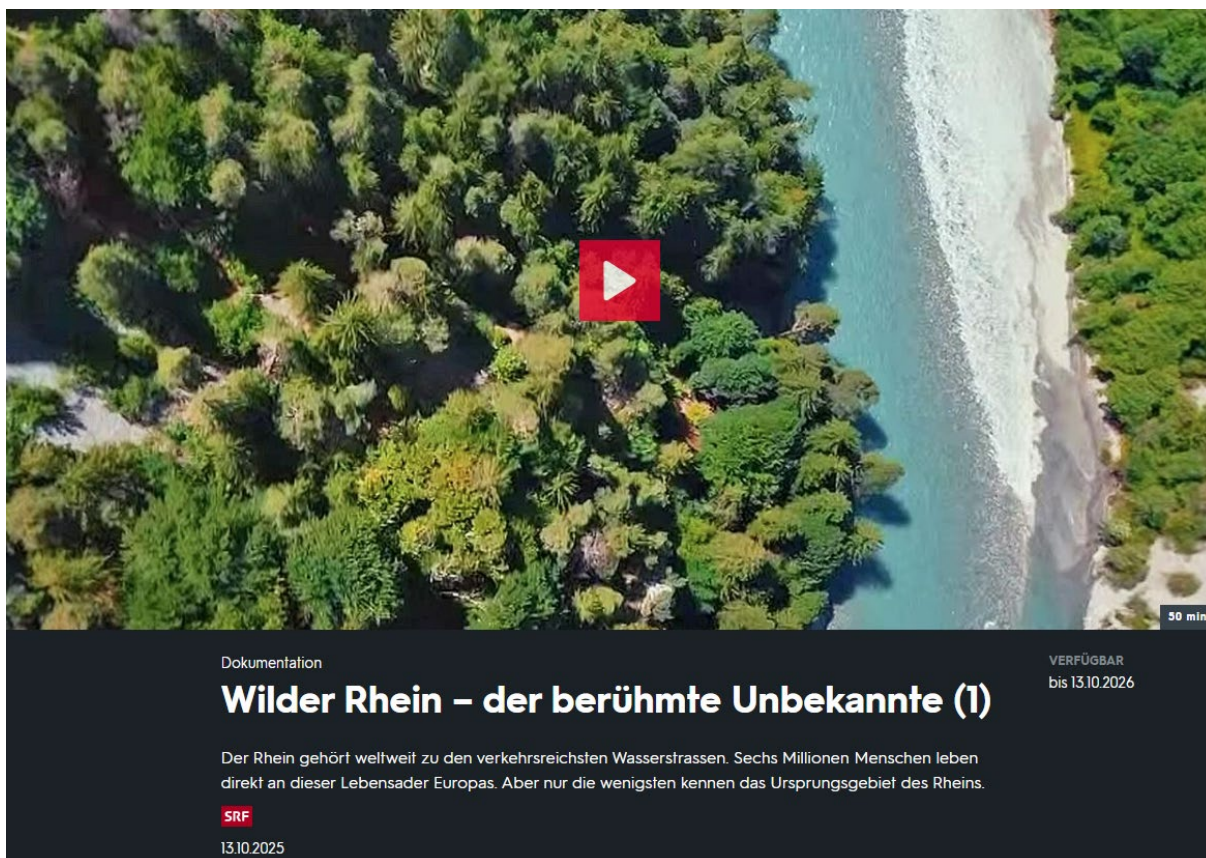 50 min
Dokumentation
VERFÜGBAR
Wilder Rhein – der berühmte Unbekannte (1)
bis 13.10.2026
Der Rhein gehört weltweit zu den verkehrsreichsten Wasserstrassen. Sechs Millionen Menschen leben
direkt an dieser Lebensader Europas. Aber nur die wenigsten kennen das Ursprungsgebiet des Rheins.
SRF
13.10.2025